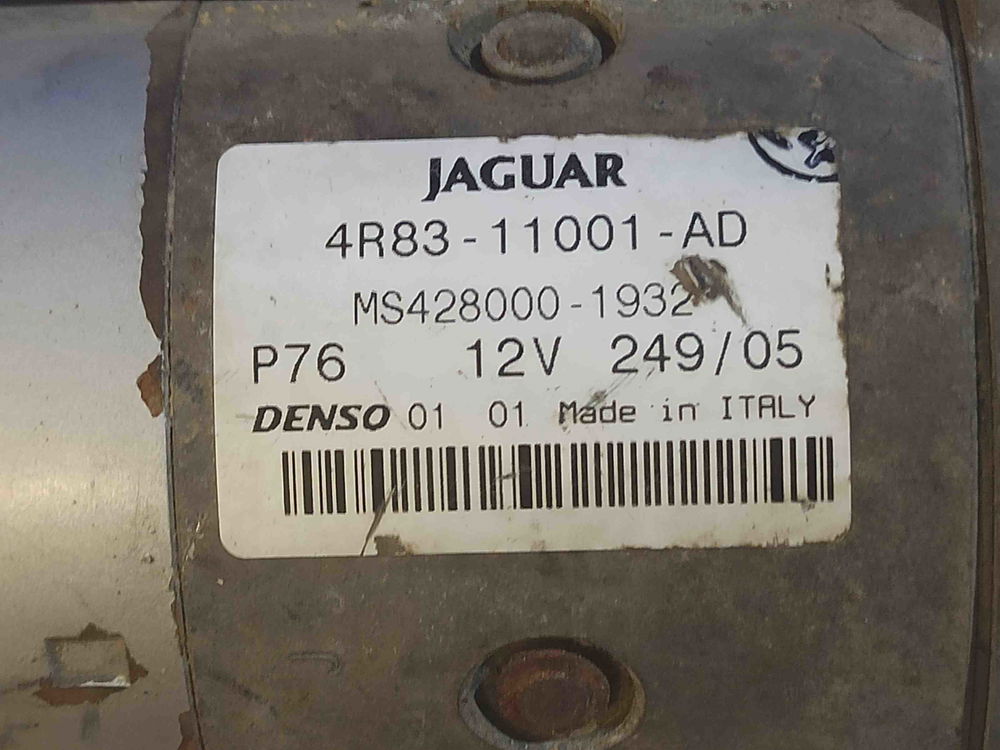 JAGUAR
4R83-11001-AD
MS428000-1932
P76 12V 249/05
DENSO 01 01 Made in ITALY